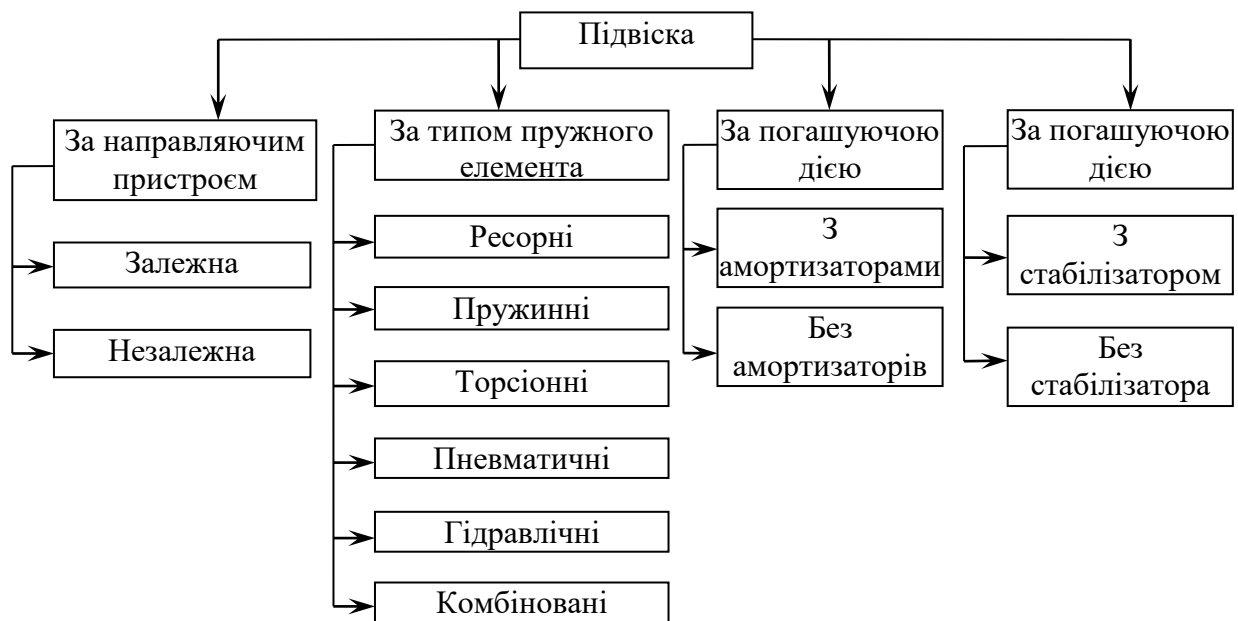 Підвіска
За направляючим
пристроєм
Залежна
Незалежна
За типом пружного
елемента
Ресорні
Пружинні
Торсіонні
Пневматичні
Гідравлічні
Комбіновані
За погашуючою
дією
З
амортизаторами
Без
амортизаторів
За погашуючою
дією
З
стабілізатором
Без
стабілізатора